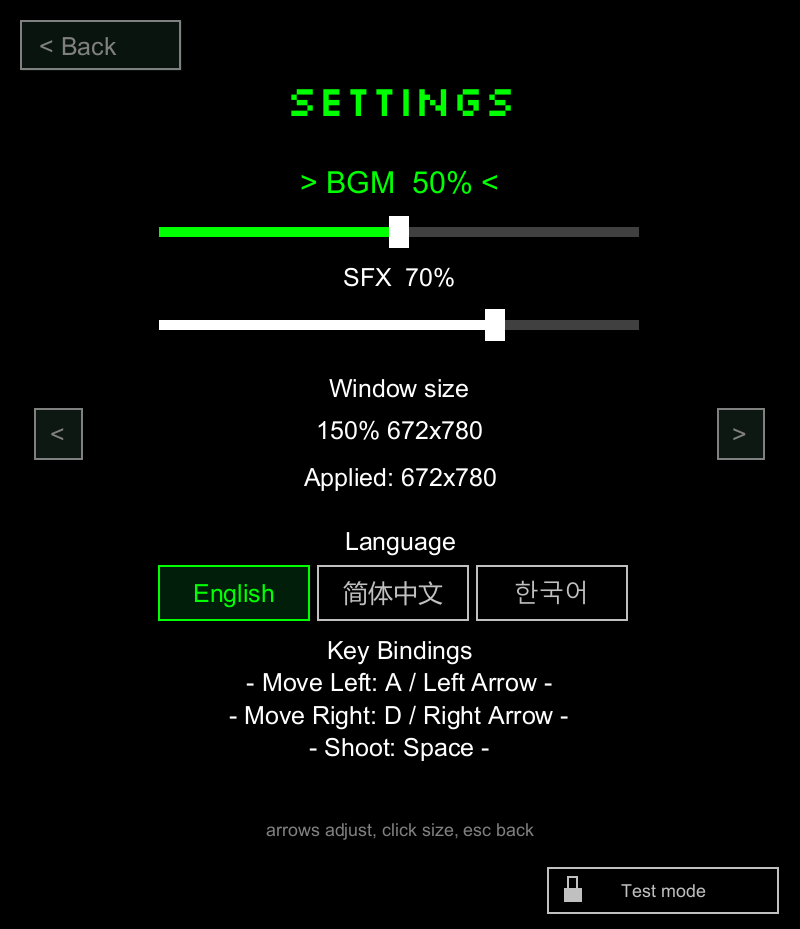 < Back
SETTINGS
> BGM  50% <
SFX  70%
Window size
<
150% 672x780
>
Applied: 672x780
Language
English
简体中文
한국어
Key Bindings
- Move Left: A / Left Arrow -
- Move Right: D / Right Arrow -
- Shoot: Space -
arrows adjust, click size, esc back
Test mode